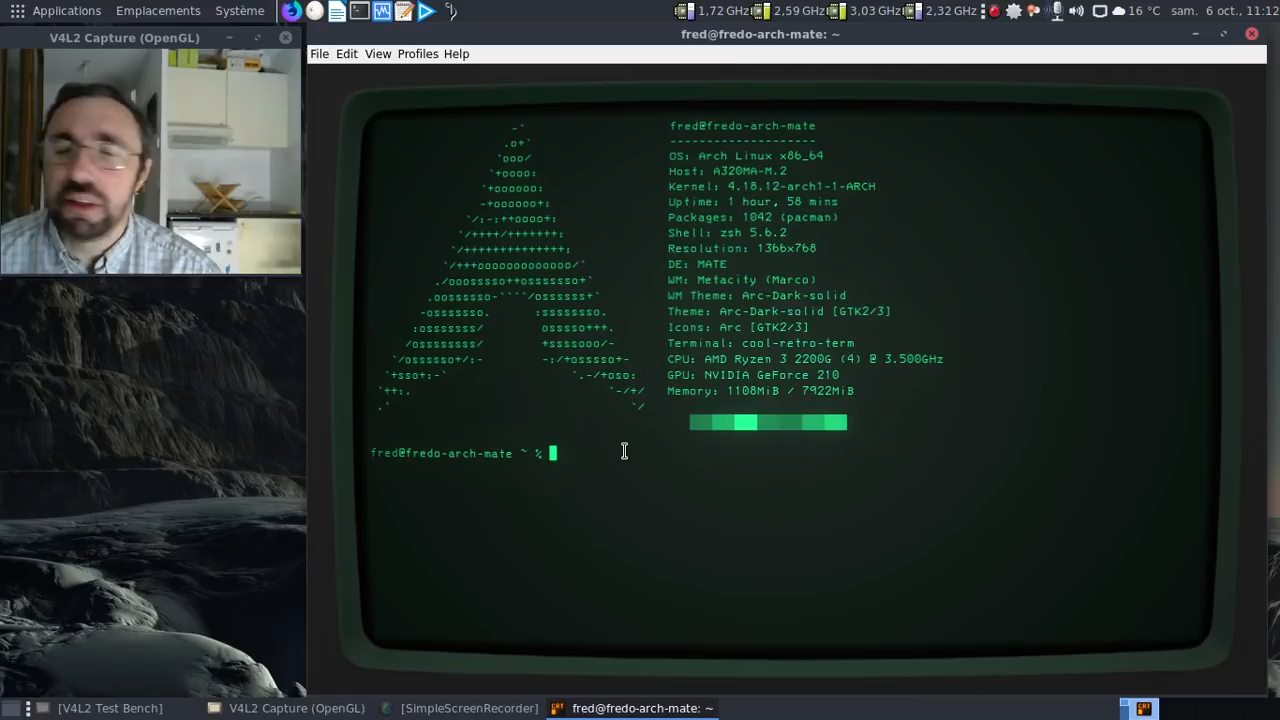 Applications Emplacements Système 1,72 GHz 2,59 GHz 3,03 GHz 2,32 GHz 16 °C sam. 6 oct., 11:12
V4L2 Capture (OpenGL)
fred@fredo-arch-mate: ~
File Edit View Profiles Help
fred@fredo-arch-mate
--------------------
OS: Arch Linux x86_64
Host: A320MA-M.2
Kernel: 4.18.12-arch1-1-ARCH
Uptime: 1 hour, 58 mins
Packages: 1042 (pacman)
Shell: zsh 5.6.2
Resolution: 1366x768
DE: MATE
WM: Metacity (Marco)
WM Theme: Arc-Dark-solid
Theme: Arc-Dark-solid [GTK2/3]
Icons: Arc [GTK2/3]
Terminal: cool-retro-term
CPU: AMD Ryzen 3 2200G (4) @ 3.500GHz
GPU: NVIDIA GeForce 210
Memory: 1108MiB / 7922MiB
fred@fredo-arch-mate ~ %
[V4L2 Test Bench] V4L2 Capture (OpenGL) [SimpleScreenRecorder] fred@fredo-arch-mate: ~